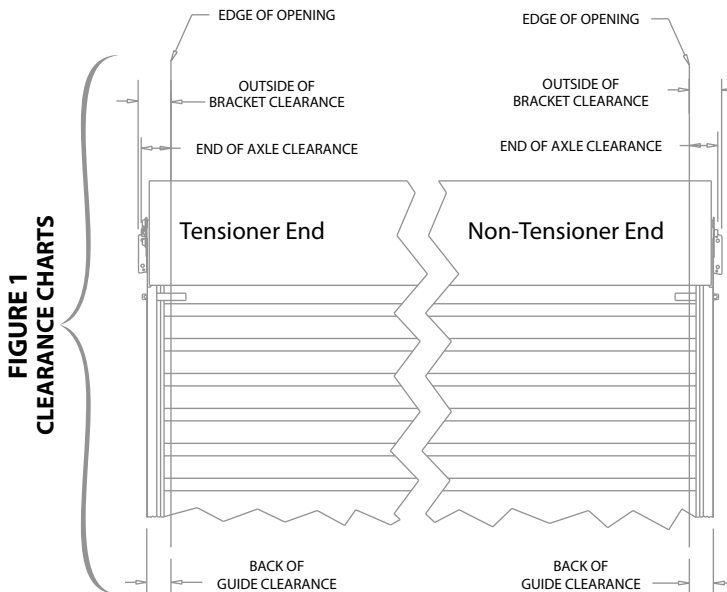 EDGE OF OPENING
EDGE OF OPENING
OUTSIDE OF
BRACKET CLEARANCE
OUTSIDE OF
BRACKET CLEARANCE
END OF AXLE CLEARANCE
END OF AXLE CLEARANCE
FIGURE 1
CLEARANCE CHARTS
Tensioner End
Non-Tensioner End
BACK OF
GUIDE CLEARANCE
BACK OF
GUIDE CLEARANCE